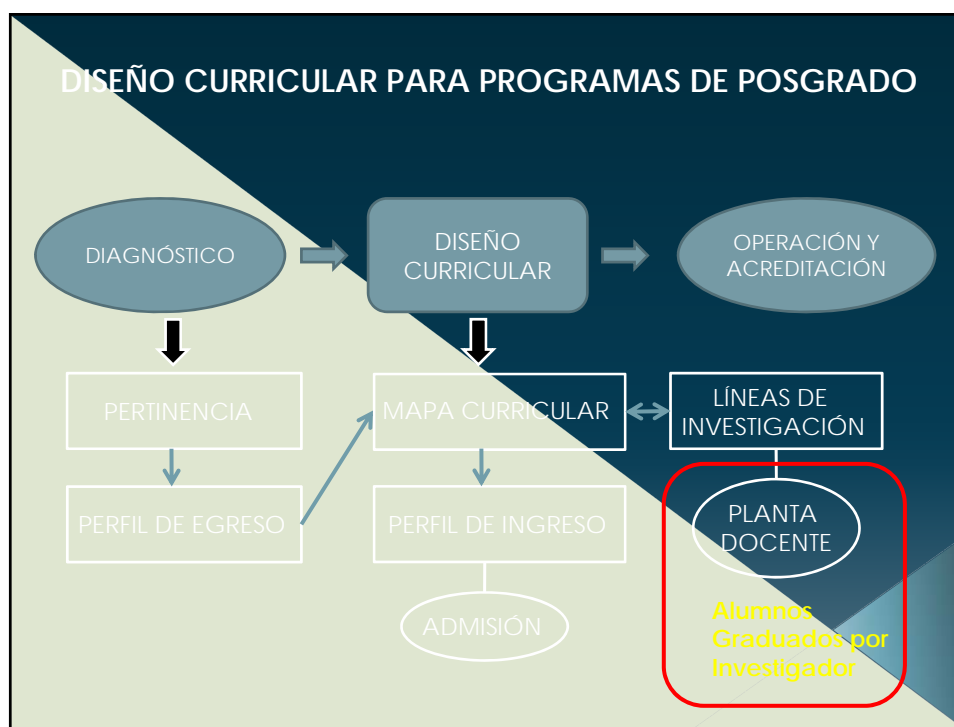 DISEÑO CURRICULAR PARA PROGRAMAS DE POSGRADO
DIAGNÓSTICO
DISEÑO
CURRICULAR
OPERACIÓN Y
ACREDITACIÓN
PERTINENCIA
MAPA CURRICULAR
LÍNEAS DE
INVESTIGACIÓN
PERFIL DE EGRESO
PERFIL DE INGRESO
PLANTA
DOCENTE
ADMISIÓN
Alumnos
Graduados por
Investigador